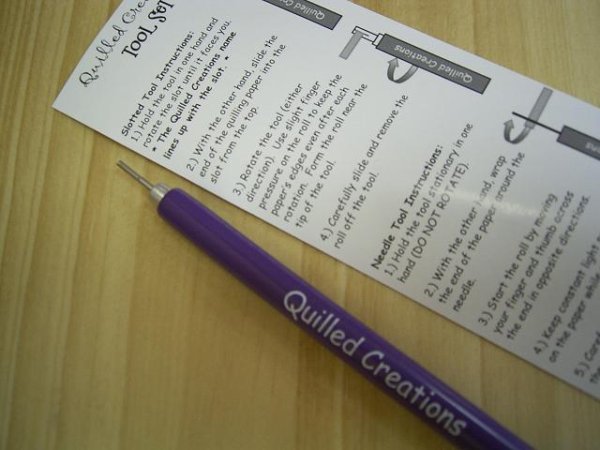 Quilled Cre
TOOL SET
Slotted Tool Instructions:
1.) Hold the tool in one hand and
rotate the slot until it faces you.
* The Quilled Creations name
lines up with the slot. *
2.) With the other hand, slide the
end of the quilling paper into the
slot from the top.
3.) Rotate the tool (either
direction). Use slight finger
pressure on the roll to keep the
paper's edges even after each
rotation. Form the roll near the
tip of the tool.
4.) Carefully slide and remove the
roll off the tool.
Needle Tool Instructions:
1.) Hold the tool stationary in one
hand (DO NOT ROTATE).
2.) With the other hand, wrap
the end of the paper around the
needle.
3.) Start the roll by moving
your finger and thumb across
the end in opposite directions.
4.) Keep constant light
on the paper while
5.) Caref
the
Quilled Cr
Quilled Creations
Quilled Creations
ons
Quilled Creations